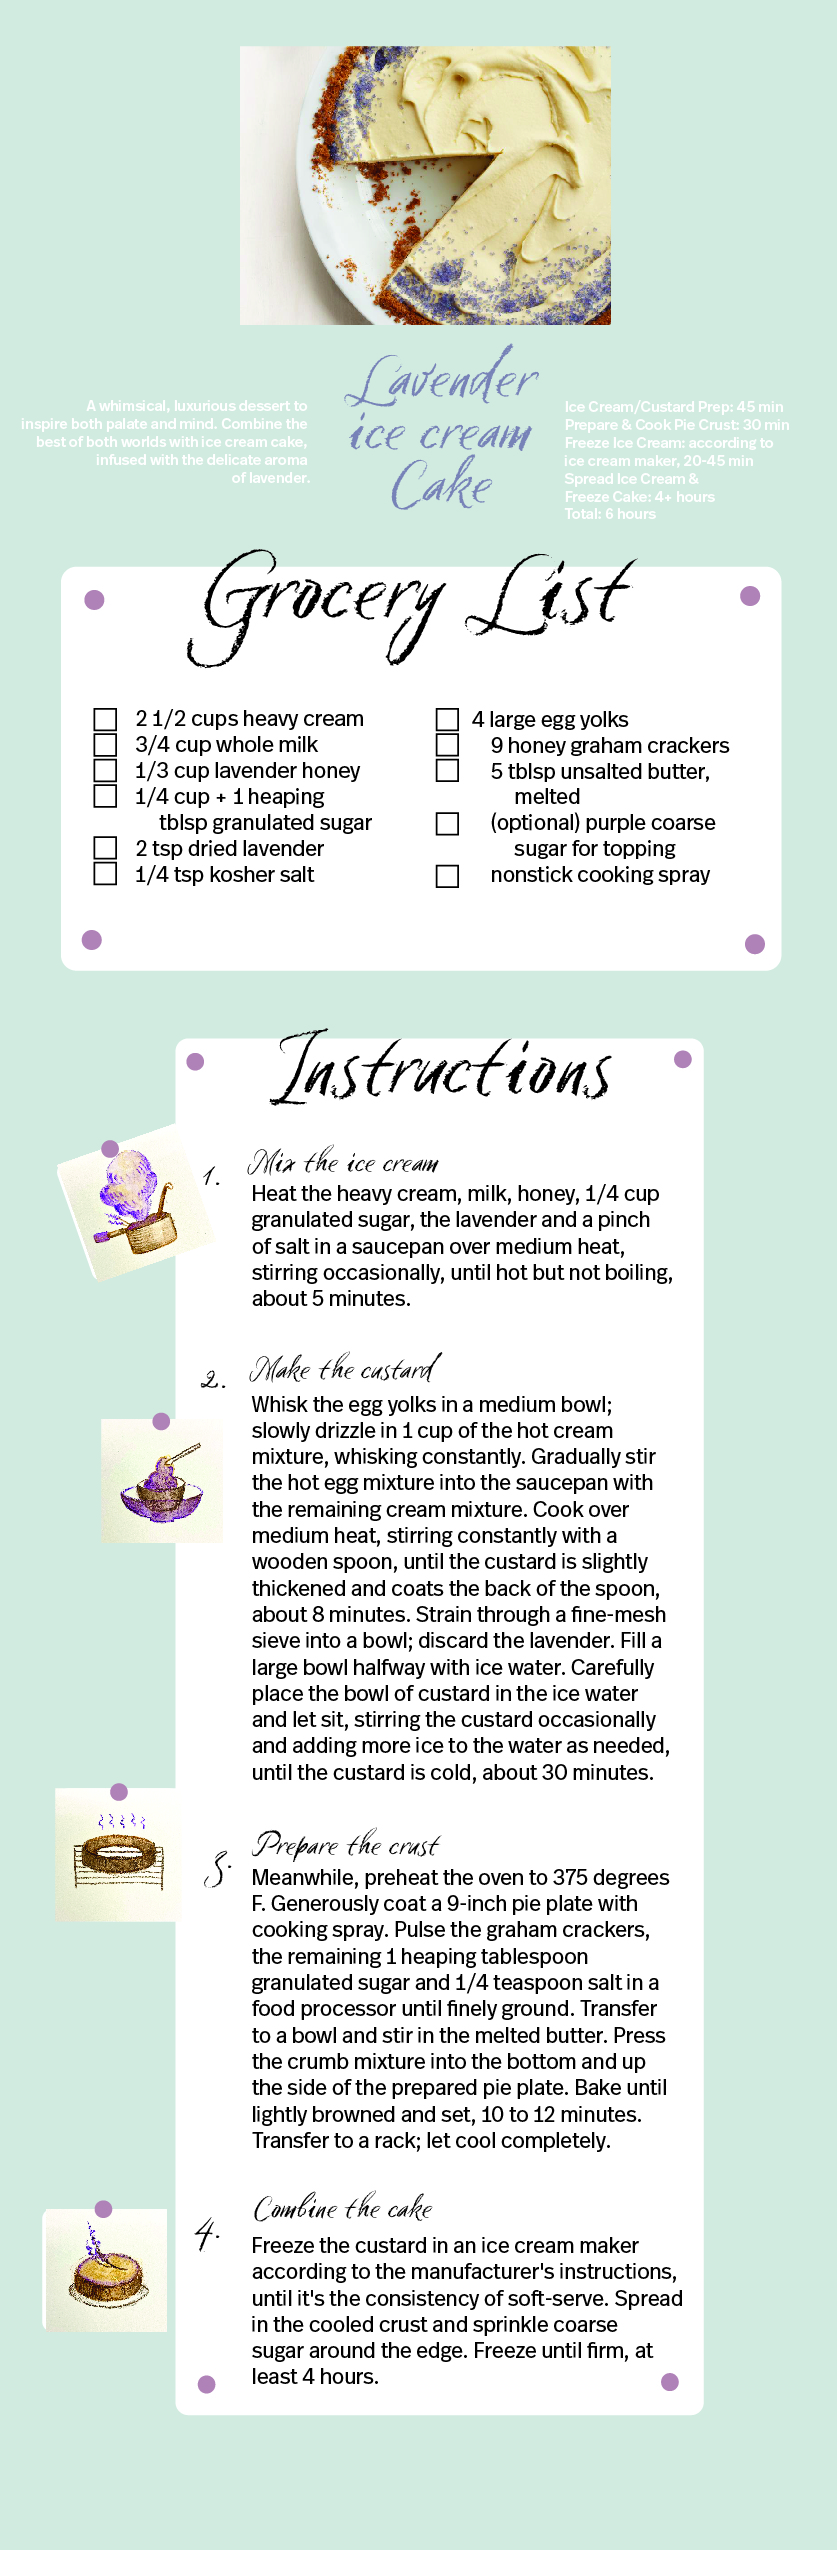 Lavender
ice cream
Cake
A whimsical, luxurious dessert to
inspire both palate and mind. Combine the
best of both worlds with ice cream cake,
infused with the delicate aroma
of lavender.
Ice Cream/Custard Prep: 45 min
Prepare & Cook Pie Crust: 30 min
Freeze Ice Cream: according to
ice cream maker, 20-45 min
Spread Ice Cream &
Freeze Cake: 4+ hours
Total: 6 hours
Grocery List
2 1/2 cups heavy cream
3/4 cup whole milk
1/3 cup lavender honey
1/4 cup + 1 heaping
tblsp granulated sugar
2 tsp dried lavender
1/4 tsp kosher salt
4 large egg yolks
9 honey graham crackers
5 tblsp unsalted butter,
melted
(optional) purple coarse
sugar for topping
nonstick cooking spray
Instructions
1. Mix the ice cream
Heat the heavy cream, milk, honey, 1/4 cup
granulated sugar, the lavender and a pinch
of salt in a saucepan over medium heat,
stirring occasionally, until hot but not boiling,
about 5 minutes.
2. Make the custard
Whisk the egg yolks in a medium bowl;
slowly drizzle in 1 cup of the hot cream
mixture, whisking constantly. Gradually stir
the hot egg mixture into the saucepan with
the remaining cream mixture. Cook over
medium heat, stirring constantly with a
wooden spoon, until the custard is slightly
thickened and coats the back of the spoon,
about 8 minutes. Strain through a fine-mesh
sieve into a bowl; discard the lavender. Fill a
large bowl halfway with ice water. Carefully
place the bowl of custard in the ice water
and let sit, stirring the custard occasionally
and adding more ice to the water as needed,
until the custard is cold, about 30 minutes.
3. Prepare the crust
Meanwhile, preheat the oven to 375 degrees
F. Generously coat a 9-inch pie plate with
cooking spray. Pulse the graham crackers,
the remaining 1 heaping tablespoon
granulated sugar and 1/4 teaspoon salt in a
food processor until finely ground. Transfer
to a bowl and stir in the melted butter. Press
the crumb mixture into the bottom and up
the side of the prepared pie plate. Bake until
lightly browned and set, 10 to 12 minutes.
Transfer to a rack; let cool completely.
4. Combine the cake
Freeze the custard in an ice cream maker
according to the manufacturer's instructions,
until it's the consistency of soft-serve. Spread
in the cooled crust and sprinkle coarse
sugar around the edge. Freeze until firm, at
least 4 hours.